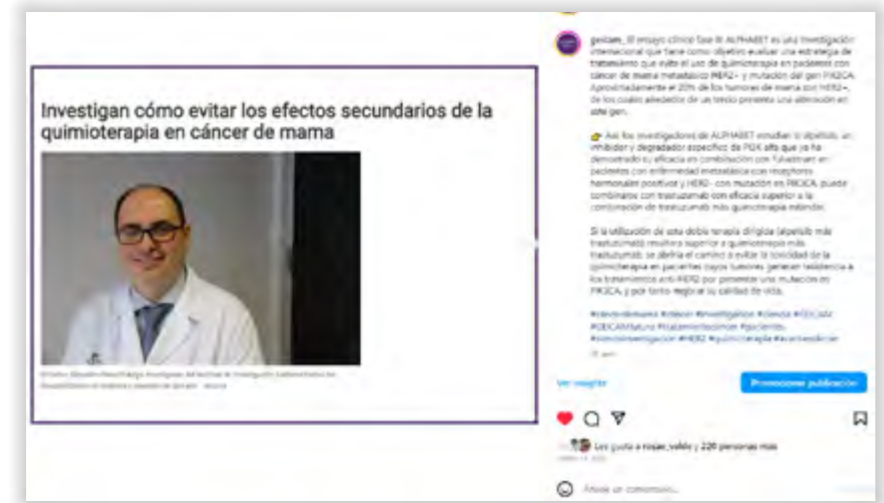 Investigan cómo evitar los efectos secundarios de la
quimioterapia en cáncer de mama
geicam_ El ensayo clínico fase III ALPHABET es una investigación
internacional que tiene como objetivo evaluar una estrategia de
tratamiento que evite el uso de quimioterapia en pacientes con
cáncer de mama metastásico HER2+ y mutación del gen PIK3CA.
Aproximadamente el 20% de los tumores de mama son HER2+,
de los cuales alrededor de un tercio presenta una alteración en
este gen.
👉 Así los investigadores de ALPHABET estudian si alpelisib, un
inhibidor y degradador específico de PI3K alfa que ya ha
demostrado su eficacia en combinación con fulvestrant en
pacientes con enfermedad metastásica con receptores
hormonales positivos y HER2- con mutación en PIK3CA, puede
combinarse con trastuzumab con eficacia superior a la
combinación de trastuzumab más quimioterapia estándar.
Si la utilización de esta doble terapia dirigida (alpelisib más
trastuzumab) resultara superior a quimioterapia más
trastuzumab, se abriría el camino a evitar la toxicidad de la
quimioterapia en pacientes cuyos tumores generan resistencia a
los tratamientos anti-HER2 por presentar una mutación en
PIK3CA, y por tanto mejorar su calidad de vida.
#cancerdemama #cáncer #investigación #ciencia #GEICAM
#GEICAMfutura #tratamientocancer #pacientes
#cienciainvestigacion #HER2 #quimioterapia
Ver insights
Promocionar publicación
Les gusta a rosae_valde y 220 personas más
Añade un comentario...